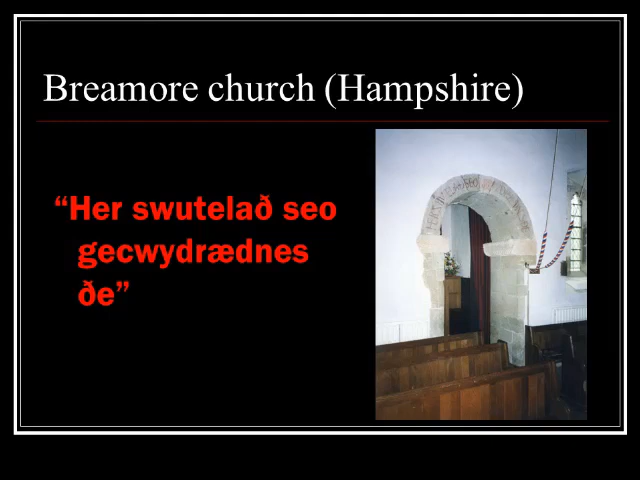 Breamore church (Hampshire)
“Her swutelað seo
gecwydrædnes
ðe”